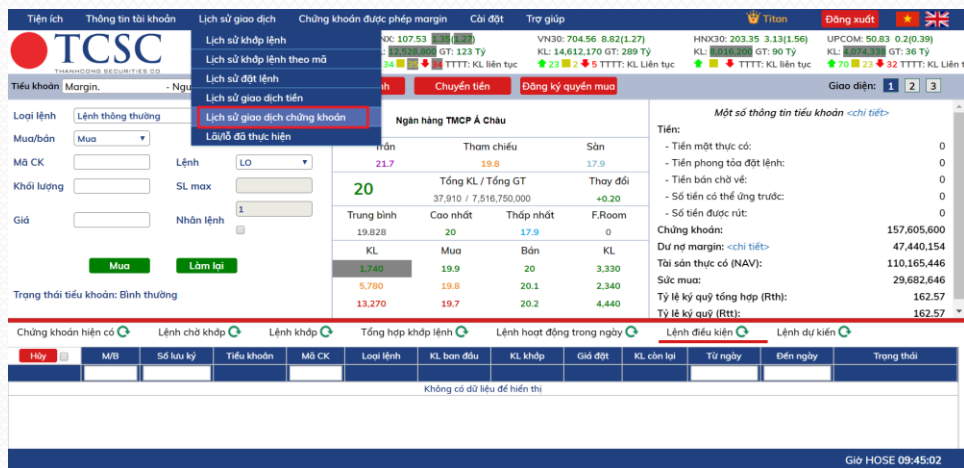 Tiện ích Thông tin tài khoản Lịch sử giao dịch Chứng khoán được phép margin Cài đặt Trợ giúp Titan Đăng xuất
TCSC
THANHCONG SECURITIES CO
Lịch sử khớp lệnh
Lịch sử khớp lệnh theo mã
Lịch sử đặt lệnh
Lịch sử giao dịch tiền
Lịch sử giao dịch chứng khoán
Lãi/lỗ đã thực hiện
NX: 107.53 1.35(1.27) VN30: 704.56 8.82(1.27) HNX30: 203.35 3.13(1.56) UPCOM: 50.83 0.2(0.39)
12,528,800 GT: 123 Tỷ KL: 14,612,170 GT: 289 Tỷ KL: 8,016,200 GT: 90 Tỷ KL: 4,074,338 GT: 36 Tỷ
34 35 34 TTTT: KL liên tục 23 2 5 TTTT: KL Liên tục TTTT: KL liên tục 70 23 32 TTTT: KL Liên t
Tiểu khoản Margin. - Ngu nh Chuyển tiền Đăng ký quyền mua Giao diện: 1 2 3
Loại lệnh Lệnh thông thường
Mua/bán Mua
Mã CK Lệnh LO
Khối lượng SL max
Giá Nhân lệnh 1
Mua Làm lại
Trạng thái tiểu khoản: Bình thường
Ngân hàng TMCP Á Châu
Trần Tham chiếu Sàn
21.7 19.8 17.9
20 Tổng KL / Tổng GT Thay đổi
37,910 / 7,516,750,000 +0.20
Trung bình Cao nhất Thấp nhất F.Room
19.828 20 17.9 0
KL Mua Bán KL
1,740 19.9 20 3,330
5,780 19.8 20.1 2,340
13,270 19.7 20.2 4,440
Một số thông tin tiểu khoản <chi tiết>
Tiền:
- Tiền mặt thực có: 0
- Tiền phong tỏa đặt lệnh: 0
- Tiền bán chờ về: 0
- Số tiền có thể ứng trước: 0
- Số tiền được rút: 0
Chứng khoán: 157,605,600
Dư nợ margin: <chi tiết> 47,440,154
Tài sản thực có (NAV): 110,165,446
Sức mua: 29,682,646
Tỷ lệ ký quỹ tổng hợp (Rth): 162.57
Tỷ lệ ký quỹ (Rtt): 162.57
Chứng khoán hiện có Lệnh chờ khớp Lệnh khớp Tổng hợp khớp lệnh Lệnh hoạt động trong ngày Lệnh điều kiện Lệnh dự kiến
Hủy M/B Số lưu ký Tiểu khoản Mã CK Loại lệnh KL ban đầu KL khớp Giá đặt KL còn lại Từ ngày Đến ngày Trạng thái
Không có dữ liệu để hiển thị
Giờ HOSE 09:45:02